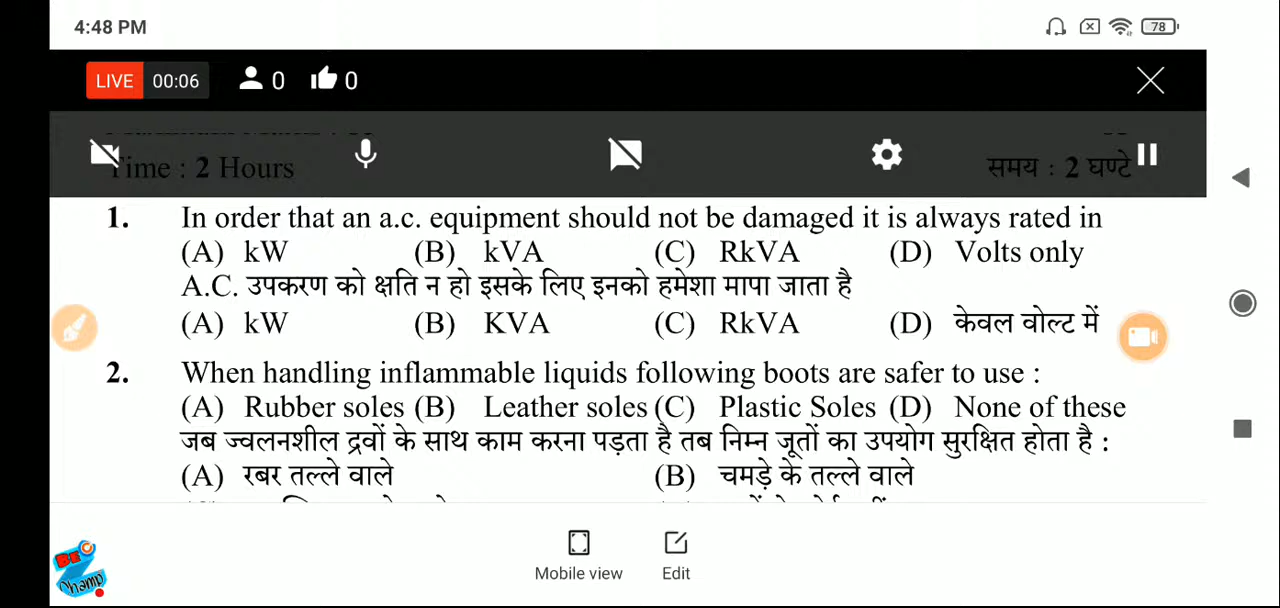 4:48 PM
78
LIVE 00:06 0 0
Time : 2 Hours समय : 2 घण्टे
1. In order that an a.c. equipment should not be damaged it is always rated in
(A) kW (B) kVA (C) RkVA (D) Volts only
A.C. उपकरण को क्षति न हो इसके लिए इनको हमेशा मापा जाता है
(A) kW (B) KVA (C) RkVA (D) केवल वोल्ट में
2. When handling inflammable liquids following boots are safer to use :
(A) Rubber soles (B) Leather soles (C) Plastic Soles (D) None of these
जब ज्वलनशील द्रवों के साथ काम करना पड़ता है तब निम्न जूतों का उपयोग सुरक्षित होता है :
(A) रबर तल्ले वाले (B) चमड़े के तल्ले वाले
Mobile view Edit
Be
Champ